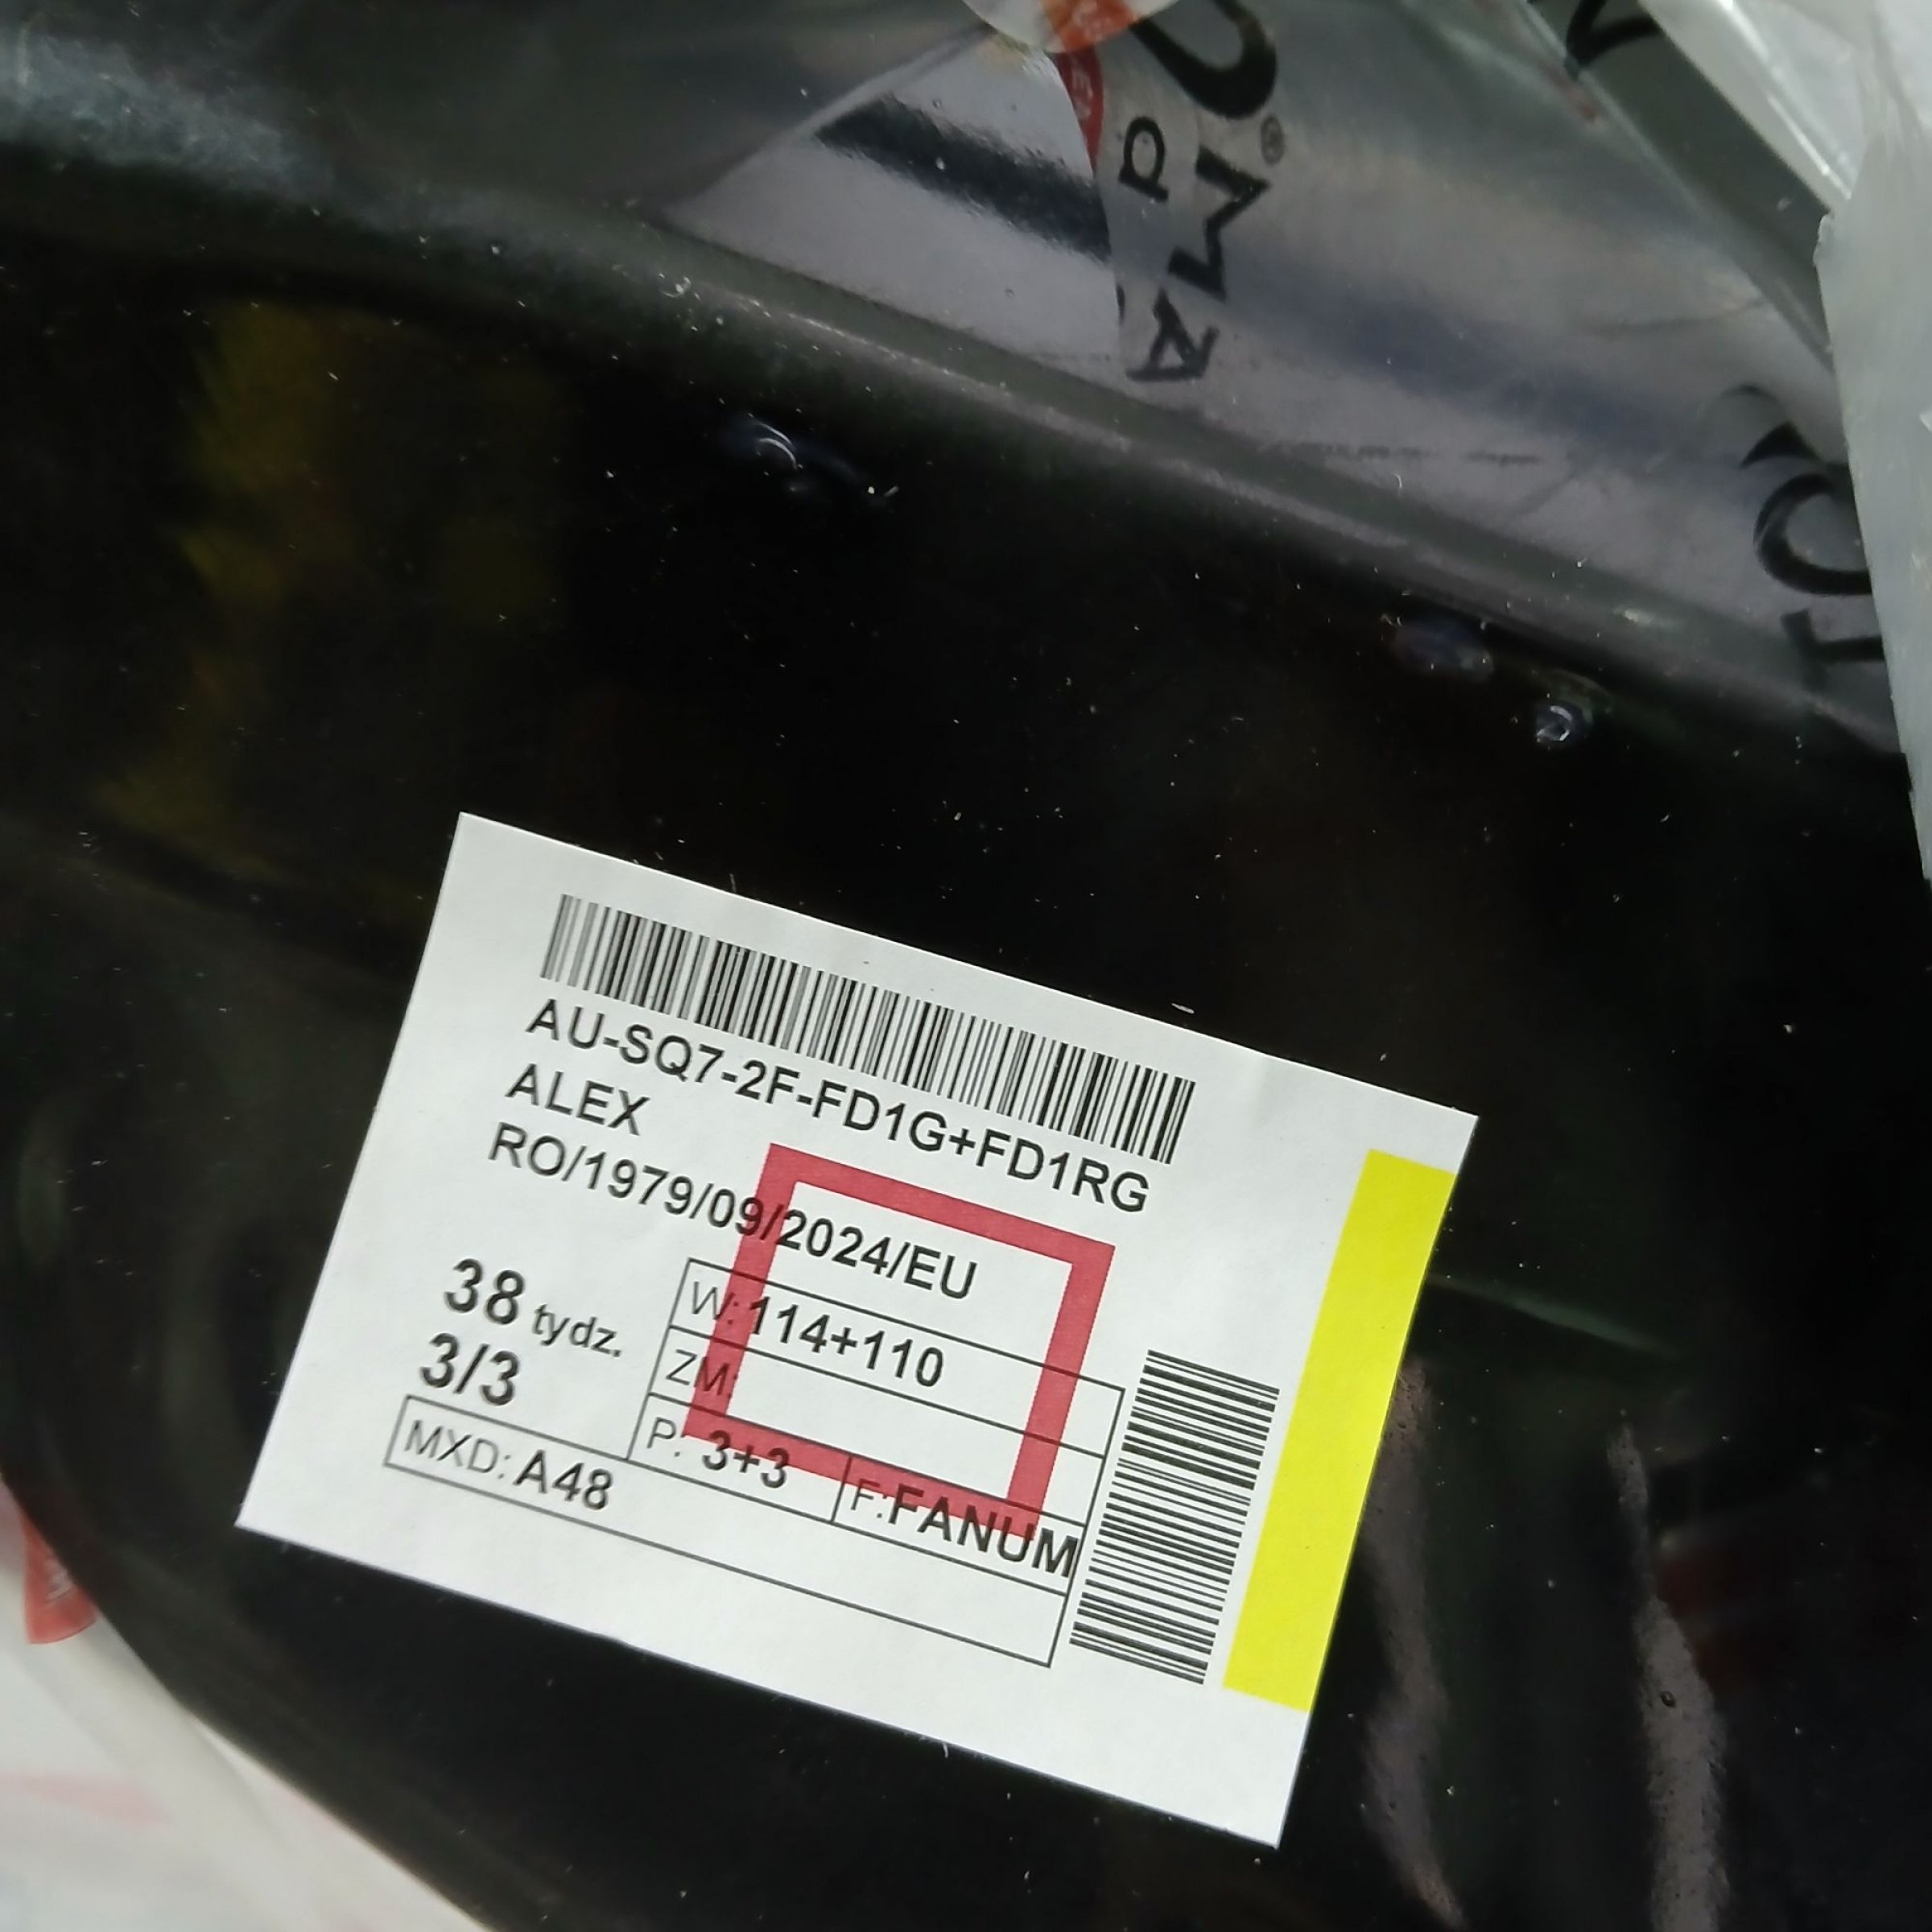 AU-SQ7-2F-FD1G+FD1RG
ALEX
RO/1979/09/2024/EU
38 tydz.
3/3
W: 114+110
ZM:
P: 3+3
F: FANUM
MXD: A48